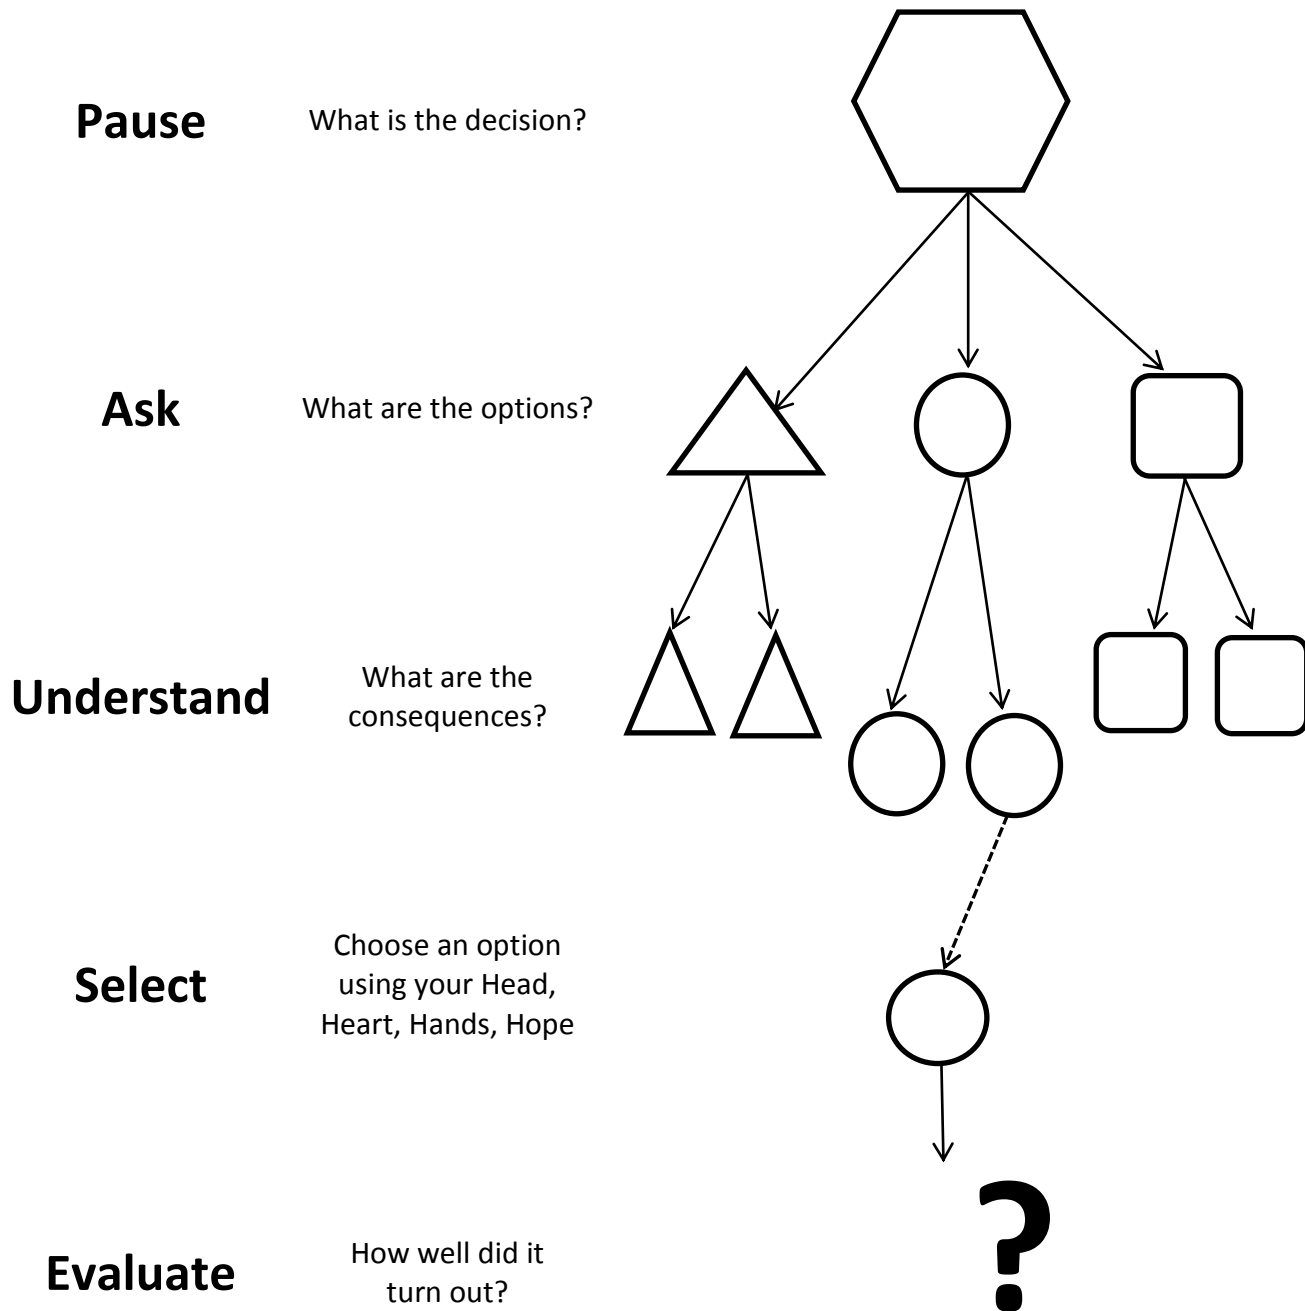 Pause
What is the decision?
Ask
What are the options?
Understand
What are the
consequences?
Select
Choose an option
using your Head,
Heart, Hands, Hope
?
Evaluate
How well did it
turn out?